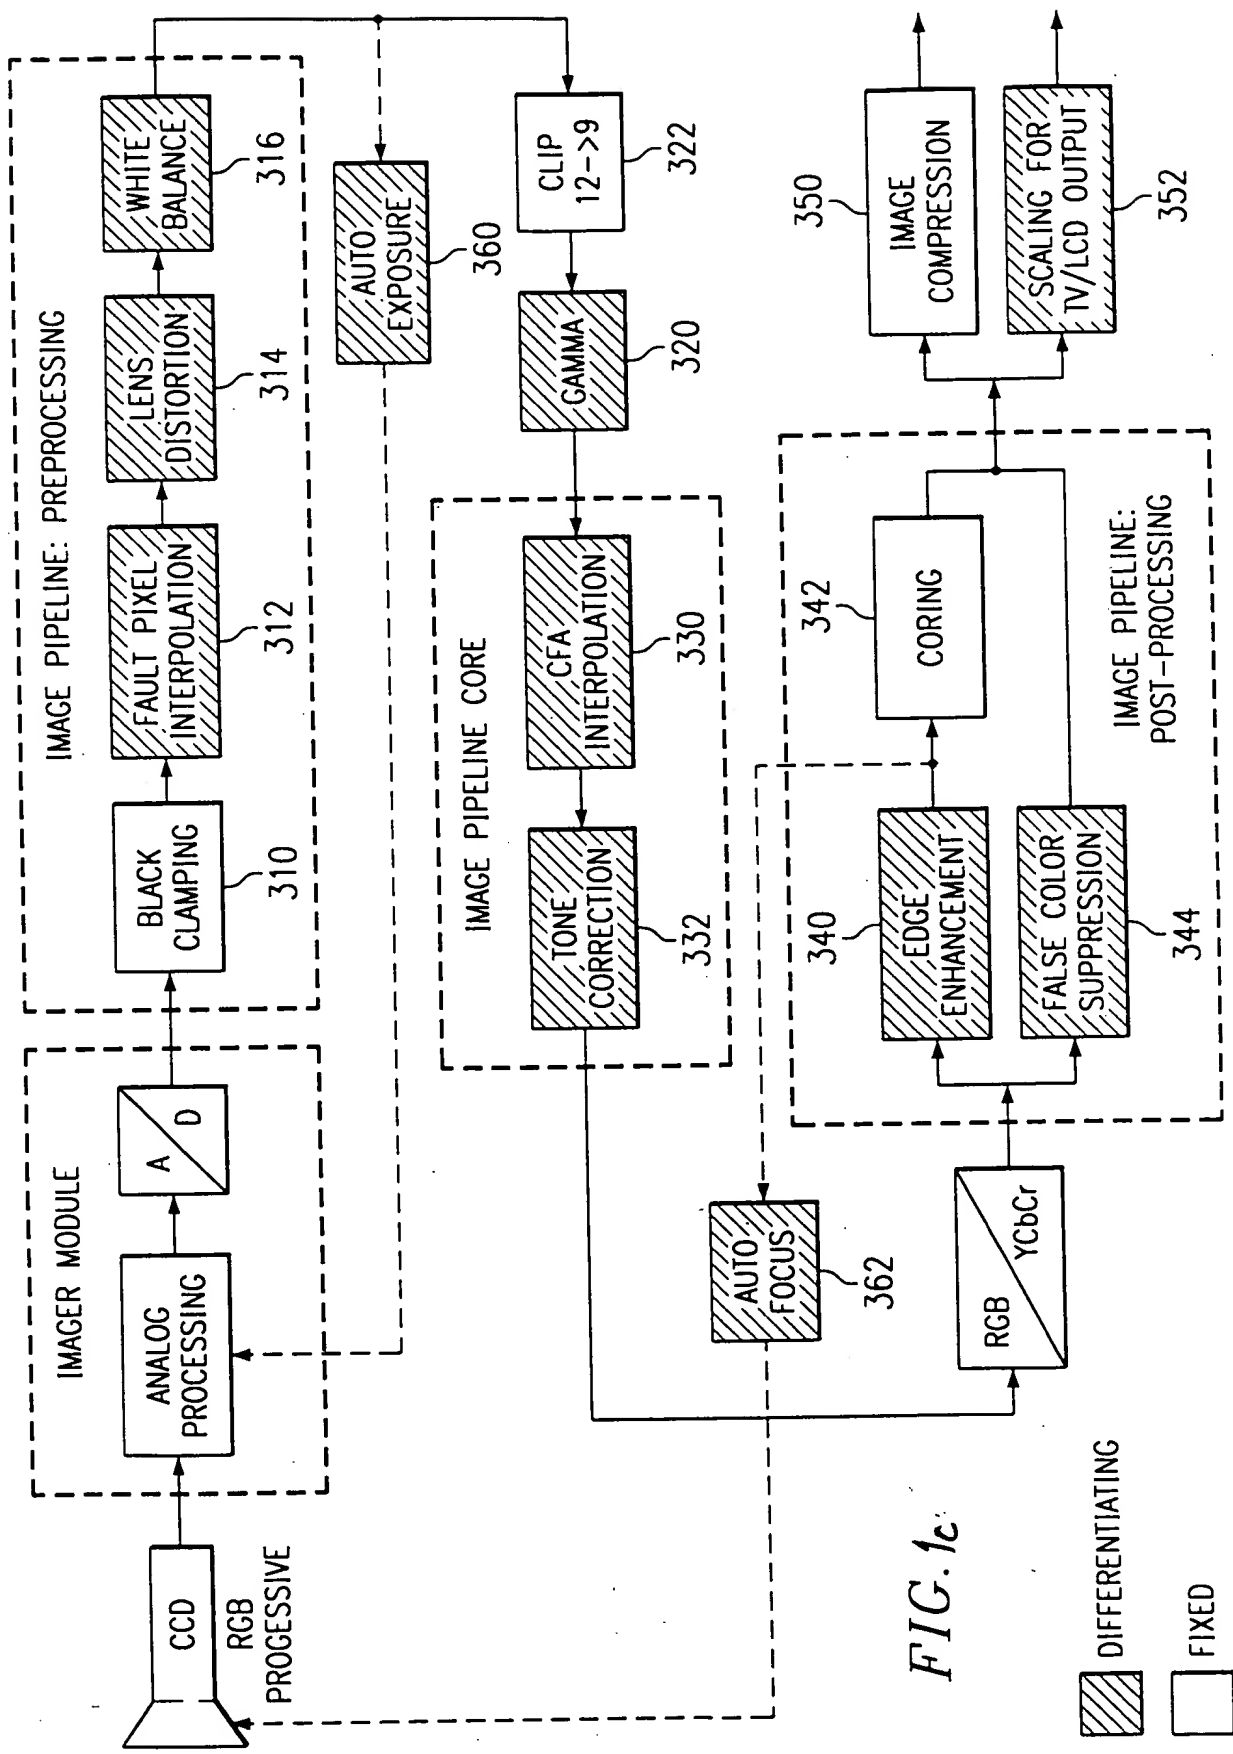 IMAGER MODULE
CCD
RGB
PROGESSIVE
ANALOG
PROCESSING
A
D
IMAGE PIPELINE: PREPROCESSING
BLACK
CLAMPING
310
FAULT PIXEL
INTERPOLATION
312
LENS
DISTORTION
314
WHITE
BALANCE
316
AUTO
EXPOSURE
360
CLIP
12->9
322
GAMMA
320
IMAGE PIPELINE CORE
CFA
INTERPOLATION
330
TONE
CORRECTION
332
AUTO
FOCUS
362
RGB
YCbCr
340
EDGE
ENHANCEMENT
342
CORING
FALSE COLOR
SUPPRESSION
344
IMAGE PIPELINE:
POST-PROCESSING
350
IMAGE
COMPRESSION
SCALING FOR
TV/LCD OUTPUT
352
FIG. 1c
DIFFERENTIATING
FIXED